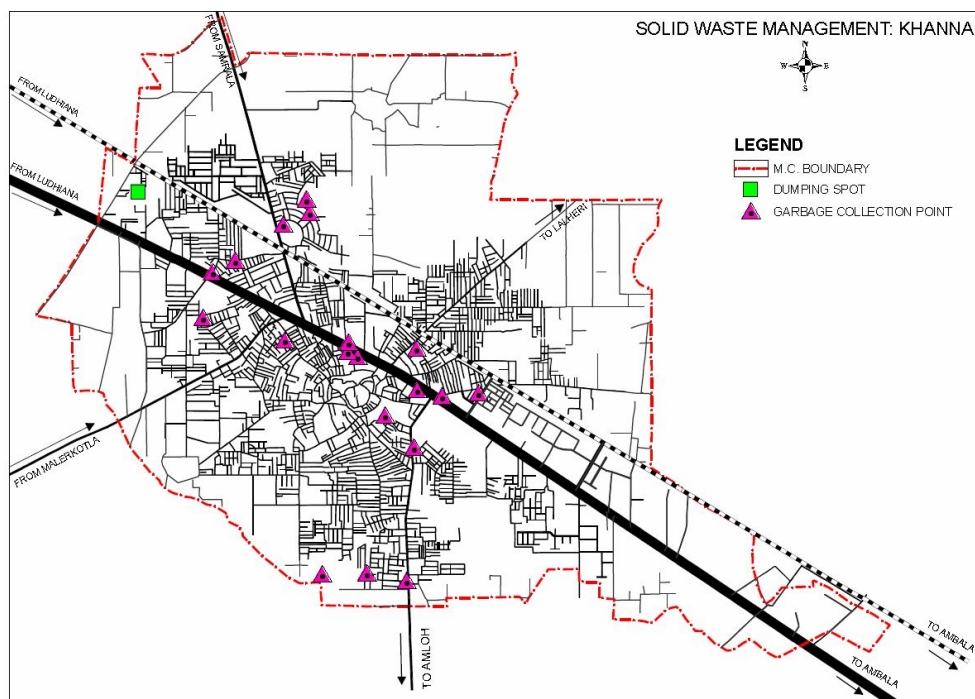 SOLID WASTE MANAGEMENT: KHANNA
N
W E
S
FROM SAMRALA
FROM LUDHIANA
FROM LUDHIANA
LEGEND
M.C. BOUNDARY
DUMPING SPOT
GARBAGE COLLECTION POINT
TO LALHERI
FROM MALERKOTLA
TO AMLOH
TO AMBALA
TO AMBALA